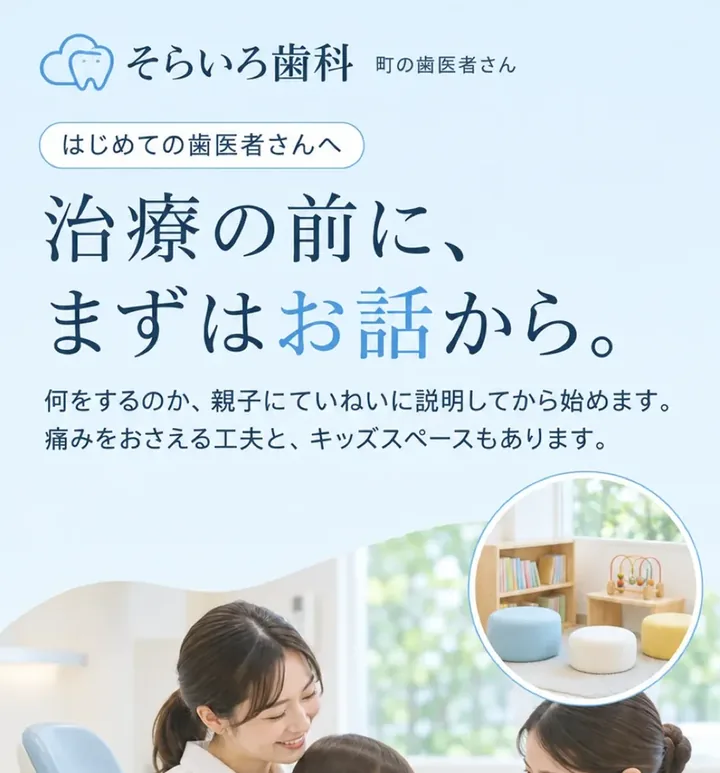 そらいろ歯科 町の歯医者さん
はじめての歯医者さんへ
治療の前に、
まずはお話から。
何をするのか、親子にていねいに説明してから始めます。
痛みをおさえる工夫と、キッズスペースもあります。